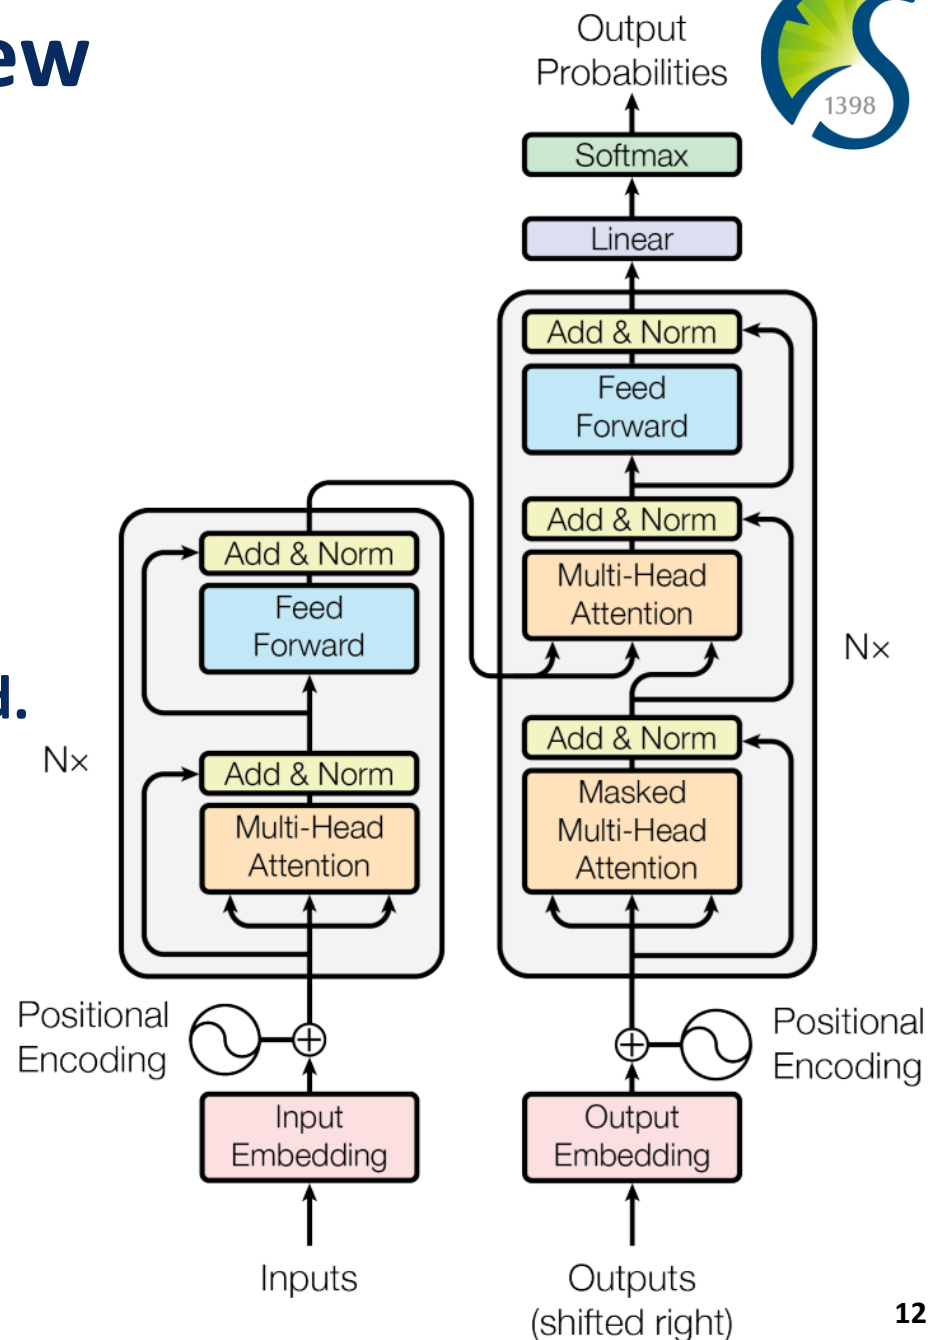 ew
1398
Output
Probabilities
Softmax
Linear
Add & Norm
Feed
Forward
Add & Norm
Multi-Head
Attention
Nx
Add & Norm
Masked
Multi-Head
Attention
Add & Norm
Feed
Forward
d.
Nx
Add & Norm
Multi-Head
Attention
Positional
Encoding
Positional
Encoding
Input
Embedding
Output
Embedding
Inputs
Outputs
(shifted right)
12